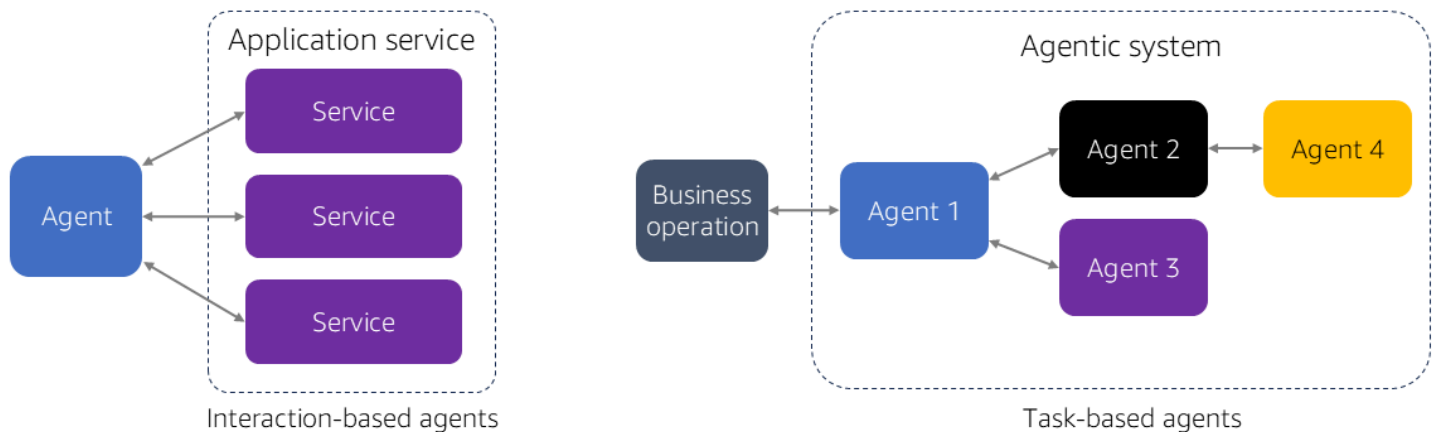 Application service
Service
Agent
Service
Service
Interaction-based agents
Agentic system
Agent 2
Agent 4
Business
operation
Agent 1
Agent 3
Task-based agents